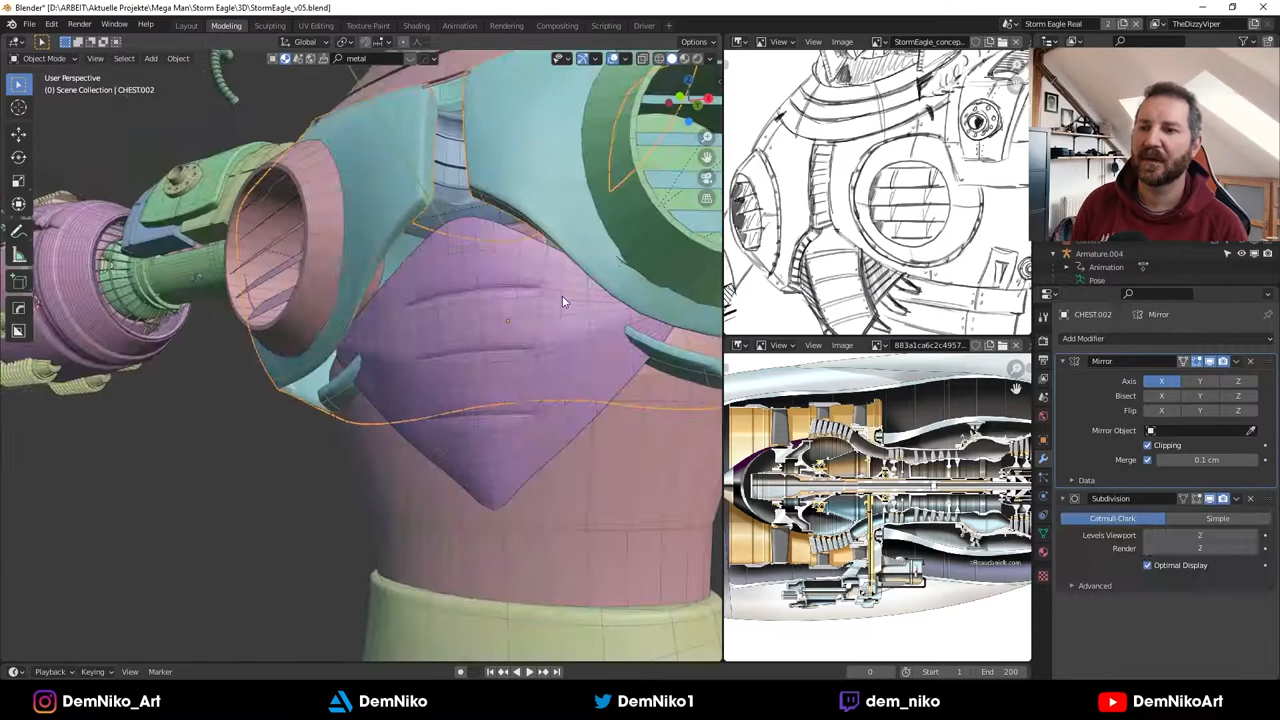 Blender* [D:\ARBEIT\Aktuelle Projekte\Mega Man\Storm Eagle\3D\StormEagle_v05.blend]
File Edit Render Window Help Layout Modeling Sculpting UV Editing Texture Paint Shading Animation Rendering Compositing Scripting Driver Storm Eagle Real 2 TheDizzyViper
Global metal Options View Image StormEagle_concep...
Object Mode View Select Add Object
User Perspective
(0) Scene Collection | CHEST.002
Armature.004
Animation
Pose
CHEST.002 Mirror
Add Modifier
View Image 883a1ca6c2c4957...
Mirror
Axis X Y Z
Bisect X Y Z
Flip X Y Z
Mirror Object
Clipping
Merge 0.1 cm
Data
Subdivision
Catmull-Clark Simple
Levels Viewport 2
Render 2
Optimal Display
Advanced
Playback Keying View Marker 0 Start 1 End 200
DemNiko_Art DemNiko DemNiko1 dem_niko DemNikoArt